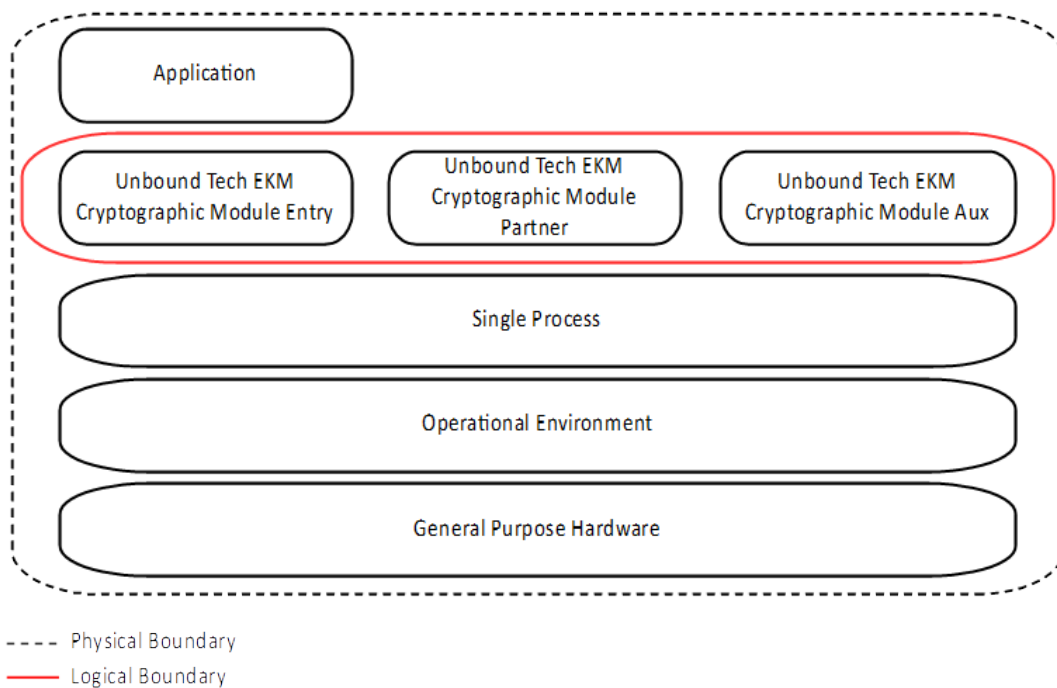 Application
Unbound Tech EKM
Cryptographic Module Entry
Unbound Tech EKM
Cryptographic Module
Partner
Unbound Tech EKM
Cryptographic Module Aux
Single Process
Operational Environment
General Purpose Hardware
Physical Boundary
Logical Boundary